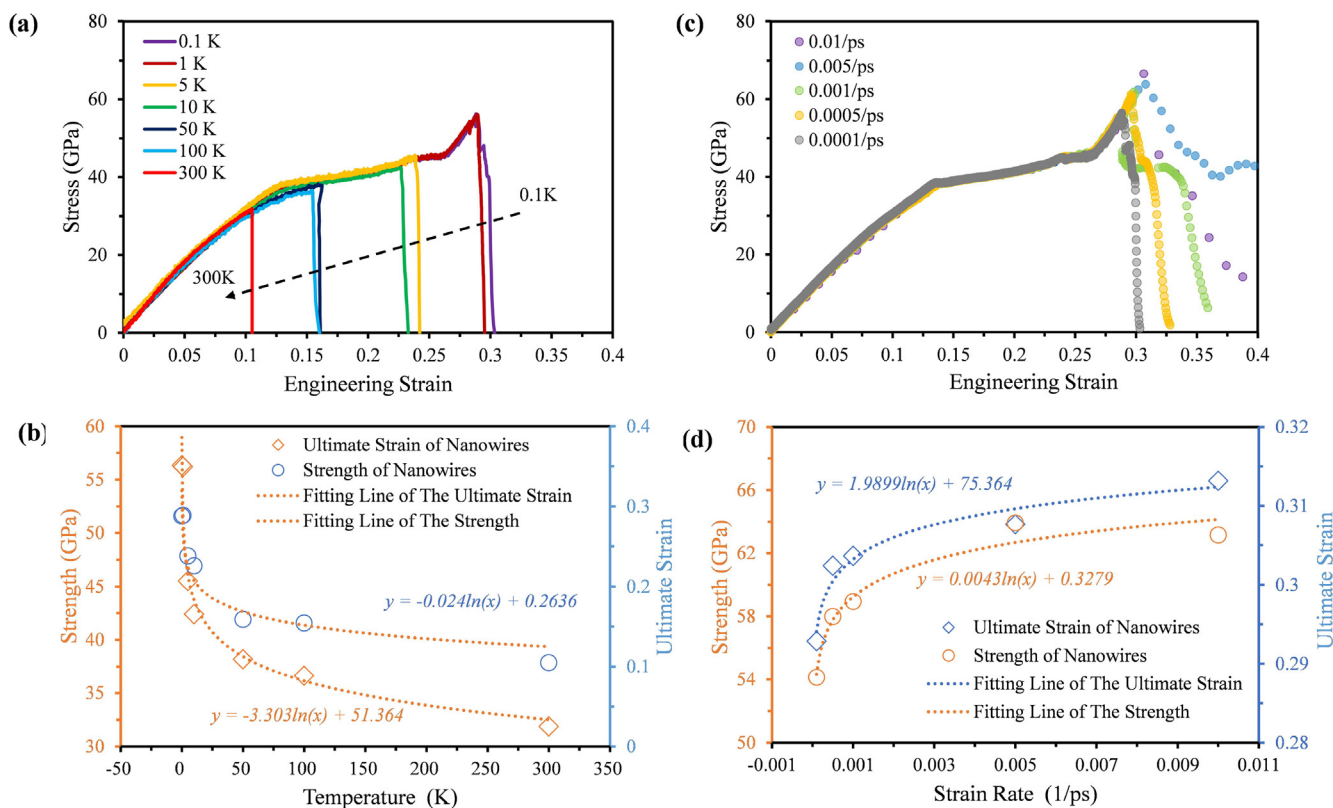 (a)
80
60
40
20
0
Stress (GPa)
0.1 K
1 K
5 K
10 K
50 K
100 K
300 K
0.1K
300K
0 0.05 0.1 0.15 0.2 0.25 0.3 0.35 0.4
Engineering Strain
(c)
80
60
40
20
0
Stress (GPa)
0.01/ps
0.005/ps
0.001/ps
0.0005/ps
0.0001/ps
0 0.05 0.1 0.15 0.2 0.25 0.3 0.35 0.4
Engineering Strain
(b)
60
55
50
45
40
35
30
Strength (GPa)
Ultimate Strain of Nanowires
Strength of Nanowires
Fitting Line of The Ultimate Strain
Fitting Line of The Strength
y = -0.024ln(x) + 0.2636
y = -3.303ln(x) + 51.364
0.4
0.3
0.2
0.1
0
Ultimate Strain
-50 0 50 100 150 200 250 300 350
Temperature (K)
(d)
70
66
62
58
54
50
Strength (GPa)
y = 1.9899ln(x) + 75.364
y = 0.0043ln(x) + 0.3279
Ultimate Strain of Nanowires
Strength of Nanowires
Fitting Line of The Ultimate Strain
Fitting Line of The Strength
0.32
0.31
0.3
0.29
0.28
Ultimate Strain
-0.001 0.001 0.003 0.005 0.007 0.009 0.011
Strain Rate (1/ps)